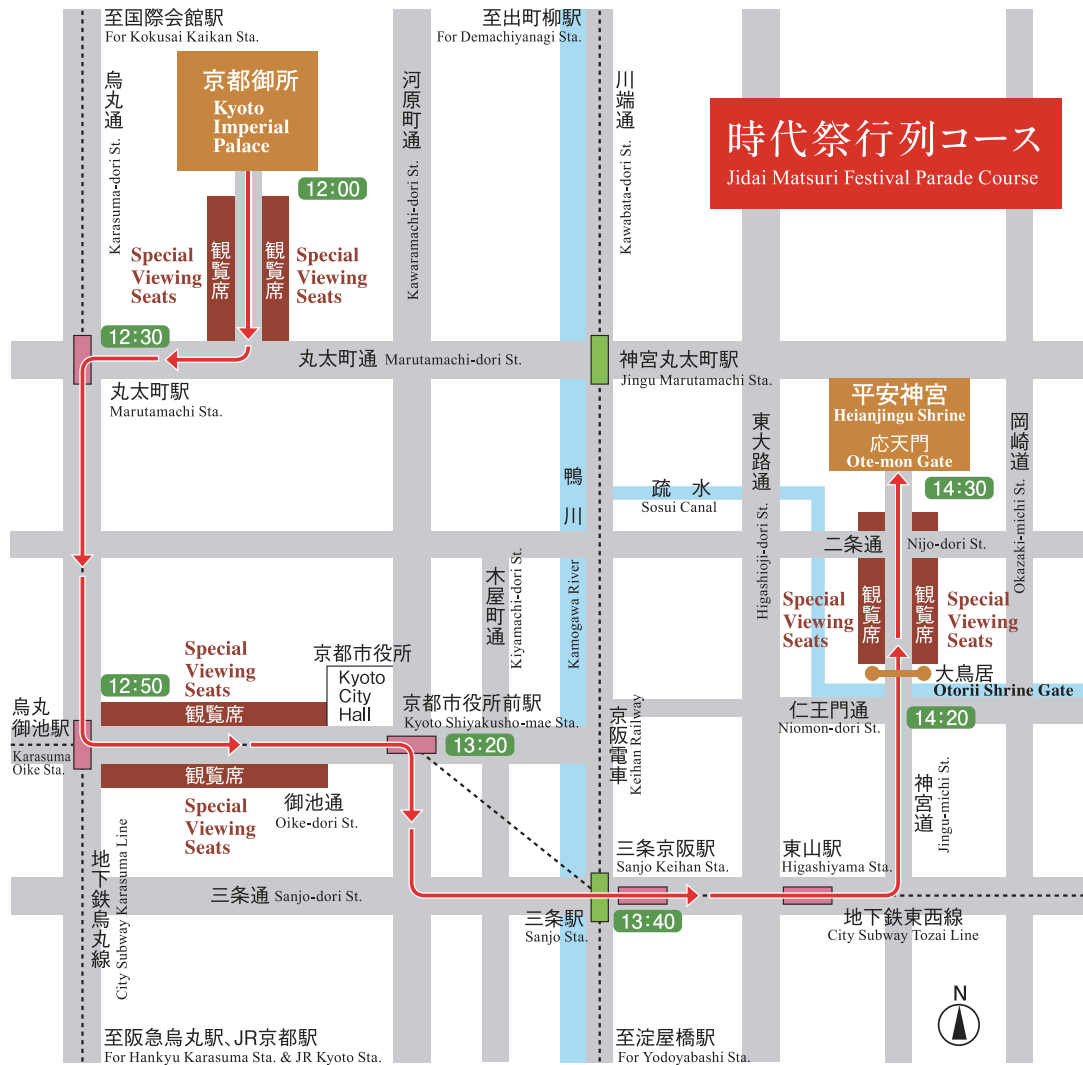 至国際会館駅
For Kokusai Kaikan Sta.
至出町柳駅
For Demachiyanagi Sta.
京都御所
Kyoto
Imperial
Palace
烏丸通
Karasuma-dori St.
河原町通
Kawaramachi-dori St.
川端通
Kawabata-dori St.
時代祭行列コース
Jidai Matsuri Festival Parade Course
12:00
Special
Viewing
Seats
観覧席
観覧席
Special
Viewing
Seats
12:30
丸太町通 Marutamachi-dori St.
丸太町駅
Marutamachi Sta.
神宮丸太町駅
Jingu Marutamachi Sta.
平安神宮
Heianjingu Shrine
応天門
Ote-mon Gate
東大路通
Higashioji-dori St.
岡崎道
Okazaki-michi St.
鴨川
Kamogawa River
疏水
Sosui Canal
14:30
二条通 Nijo-dori St.
木屋町通
Kiyamachi-dori St.
Special
Viewing
Seats
観覧席
観覧席
Special
Viewing
Seats
大鳥居
Otorii Shrine Gate
14:20
仁王門通
Niomon-dori St.
神宮道
Jingu-michi St.
Special
Viewing
Seats
京都市役所
Kyoto
City
Hall
12:50
観覧席
烏丸
御池駅
Karasuma
Oike Sta.
京都市役所前駅
Kyoto Shiyakusho-mae Sta.
13:20
京阪電車
Keihan Railway
観覧席
Special
Viewing
Seats
御池通
Oike-dori St.
地下鉄烏丸線
City Subway Karasuma Line
三条通 Sanjo-dori St.
三条京阪駅
Sanjo Keihan Sta.
東山駅
Higashiyama Sta.
三条駅
Sanjo Sta.
13:40
地下鉄東西線
City Subway Tozai Line
N
至阪急烏丸駅、JR京都駅
For Hankyu Karasuma Sta. & JR Kyoto Sta.
至淀屋橋駅
For Yodoyabashi Sta.